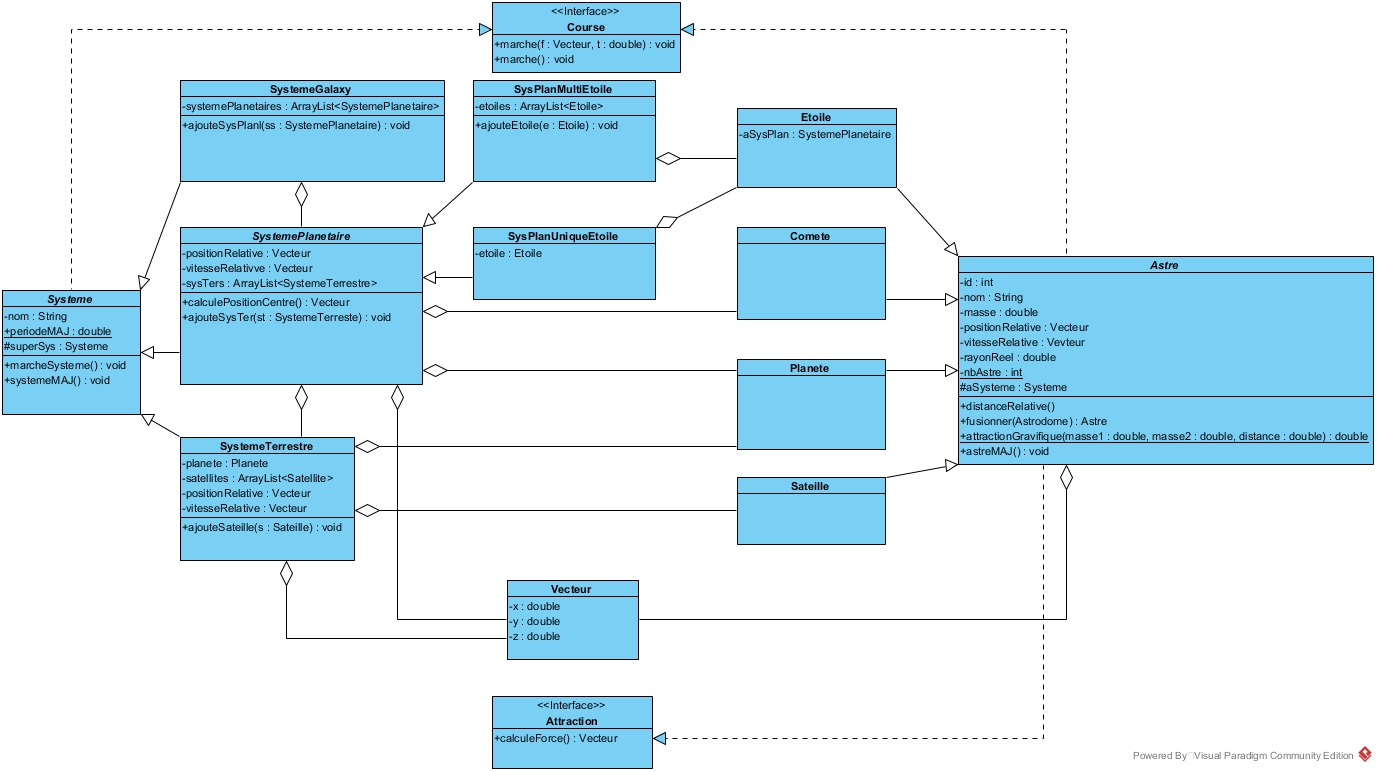 <<Interface>>
Course
+marche(f : Vecteur, t : double) : void
+marche() : void
SystemeGalaxy
-systemePlanetaires : ArrayList<SystemePlanetaire>
+ajouteSysPlanl(ss : SystemePlanetaire) : void
SysPlanMultiEtoile
-etoiles : ArrayList<Etoile>
+ajouteEtoile(e : Etoile) : void
Etoile
-aSysPlan : SystemePlanetaire
SystemePlanetaire
-positionRelative : Vecteur
-vitesseRelativve : Vecteur
-sysTers : ArrayList<SystemeTerrestre>
+calculePositionCentre() : Vecteur
+ajouteSysTer(st : SystemeTerreste) : void
SysPlanUniqueEtoile
-etoile : Etoile
Comete
Astre
-id : int
-nom : String
-masse : double
-positionRelative : Vecteur
-vitesseRelative : Vevteur
-rayonReel : double
-nbAstre : int
#aSysteme : Systeme
+distanceRelative()
+fusionner(Astrodome) : Astre
+attractionGravifique(masse1 : double, masse2 : double, distance : double) : double
+astreMAJ() : void
Systeme
-nom : String
+periodeMAJ : double
#superSys : Systeme
+marcheSysteme() : void
+systemeMAJ() : void
Planete
SystemeTerrestre
-planete : Planete
-satellites : ArrayList<Satellite>
-positionRelative : Vecteur
-vitesseRelative : Vecteur
+ajouteSateille(s : Sateille) : void
Sateille
Vecteur
-x : double
-y : double
-z : double
<<Interface>>
Attraction
+calculeForce() : Vecteur
Powered By Visual Paradigm Community Edition